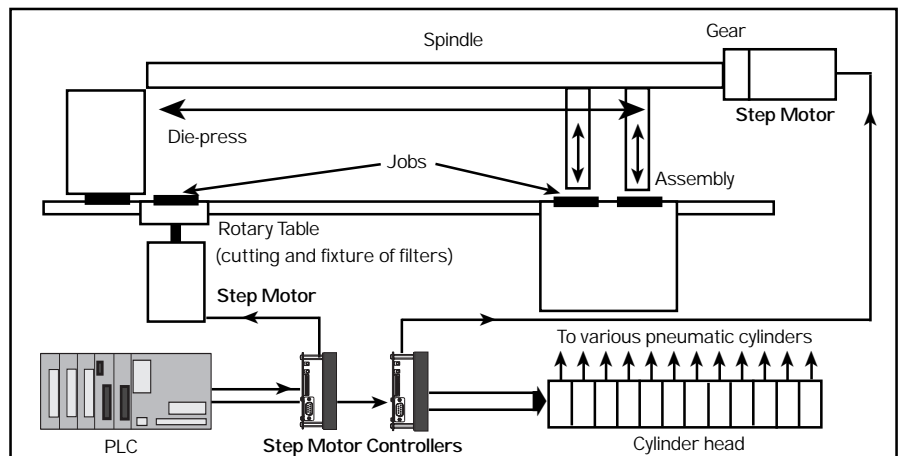 Spindle
Gear
Step Motor
Die-press
Jobs
Assembly
Rotary Table
(cutting and fixture of filters)
Step Motor
To various pneumatic cylinders
PLC
Step Motor Controllers
Cylinder head